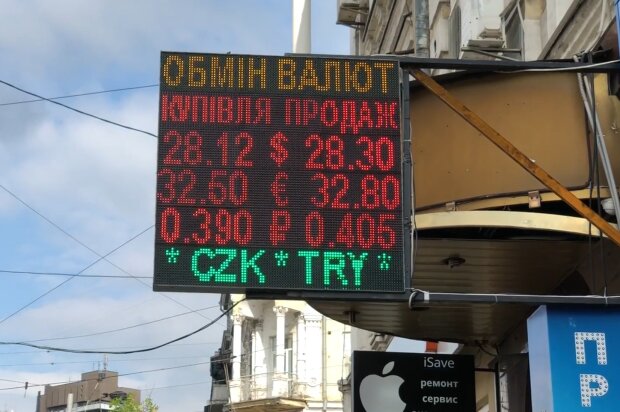 ОБМІН ВАЛЮТ
КУПІВЛЯ ПРОДАЖ
28.12 $ 28.30
32.50 € 32.80
0.390 ₽ 0.405
* CZK * TRY *
iSave
ремонт
сервис
П
Р